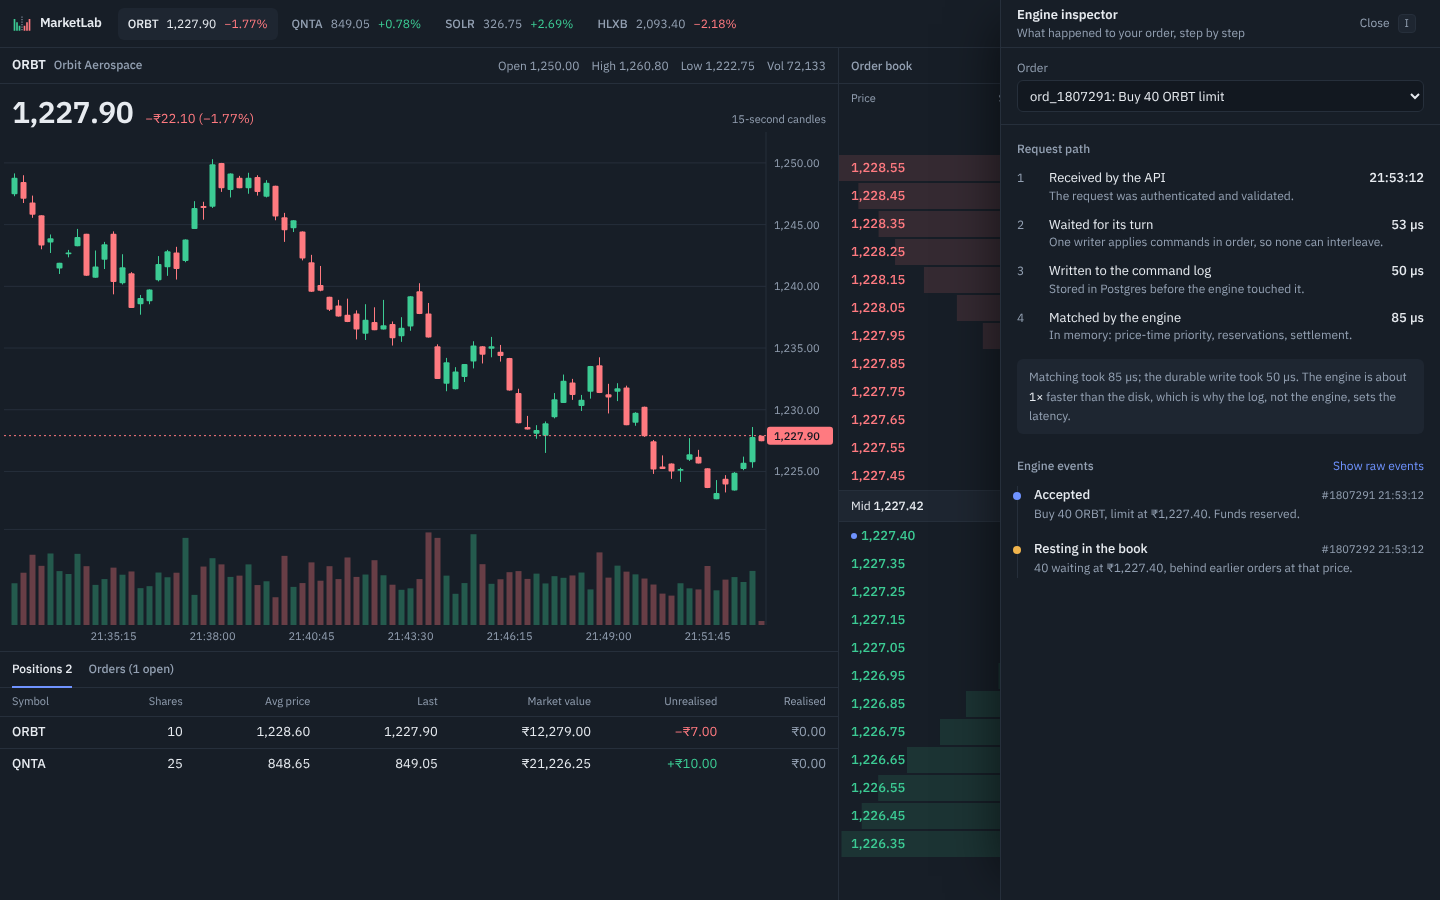 MarketLab
ORBT 1,227.90 −1.77%
QNTA 849.05 +0.78%
SOLR 326.75 +2.69%
HLXB 2,093.40 −2.18%
ORBT Orbit Aerospace
Open 1,250.00 High 1,260.80 Low 1,222.75 Vol 72,133
1,227.90 −₹22.10 (−1.77%)
15-second candles
1,250.00
1,245.00
1,240.00
1,235.00
1,230.00
1,227.90
1,225.00
21:35:15 21:38:00 21:40:45 21:43:30 21:46:15 21:49:00 21:51:45
Positions 2 Orders (1 open)
Symbol Shares Avg price Last Market value Unrealised Realised
ORBT 10 1,228.60 1,227.90 ₹12,279.00 −₹7.00 ₹0.00
QNTA 25 848.65 849.05 ₹21,226.25 +₹10.00 ₹0.00
Order book
Price
1,228.55
1,228.45
1,228.35
1,228.25
1,228.15
1,228.05
1,227.95
1,227.85
1,227.75
1,227.65
1,227.55
1,227.45
Mid 1,227.42
1,227.40
1,227.35
1,227.25
1,227.15
1,227.05
1,226.95
1,226.85
1,226.75
1,226.65
1,226.55
1,226.45
1,226.35
Engine inspector
What happened to your order, step by step
Close I
Order
ord_1807291: Buy 40 ORBT limit
Request path
1 Received by the API 21:53:12
The request was authenticated and validated.
2 Waited for its turn 53 µs
One writer applies commands in order, so none can interleave.
3 Written to the command log 50 µs
Stored in Postgres before the engine touched it.
4 Matched by the engine 85 µs
In memory: price-time priority, reservations, settlement.
Matching took 85 µs; the durable write took 50 µs. The engine is about
1× faster than the disk, which is why the log, not the engine, sets the
latency.
Engine events Show raw events
Accepted #1807291 21:53:12
Buy 40 ORBT, limit at ₹1,227.40. Funds reserved.
Resting in the book #1807292 21:53:12
40 waiting at ₹1,227.40, behind earlier orders at that price.